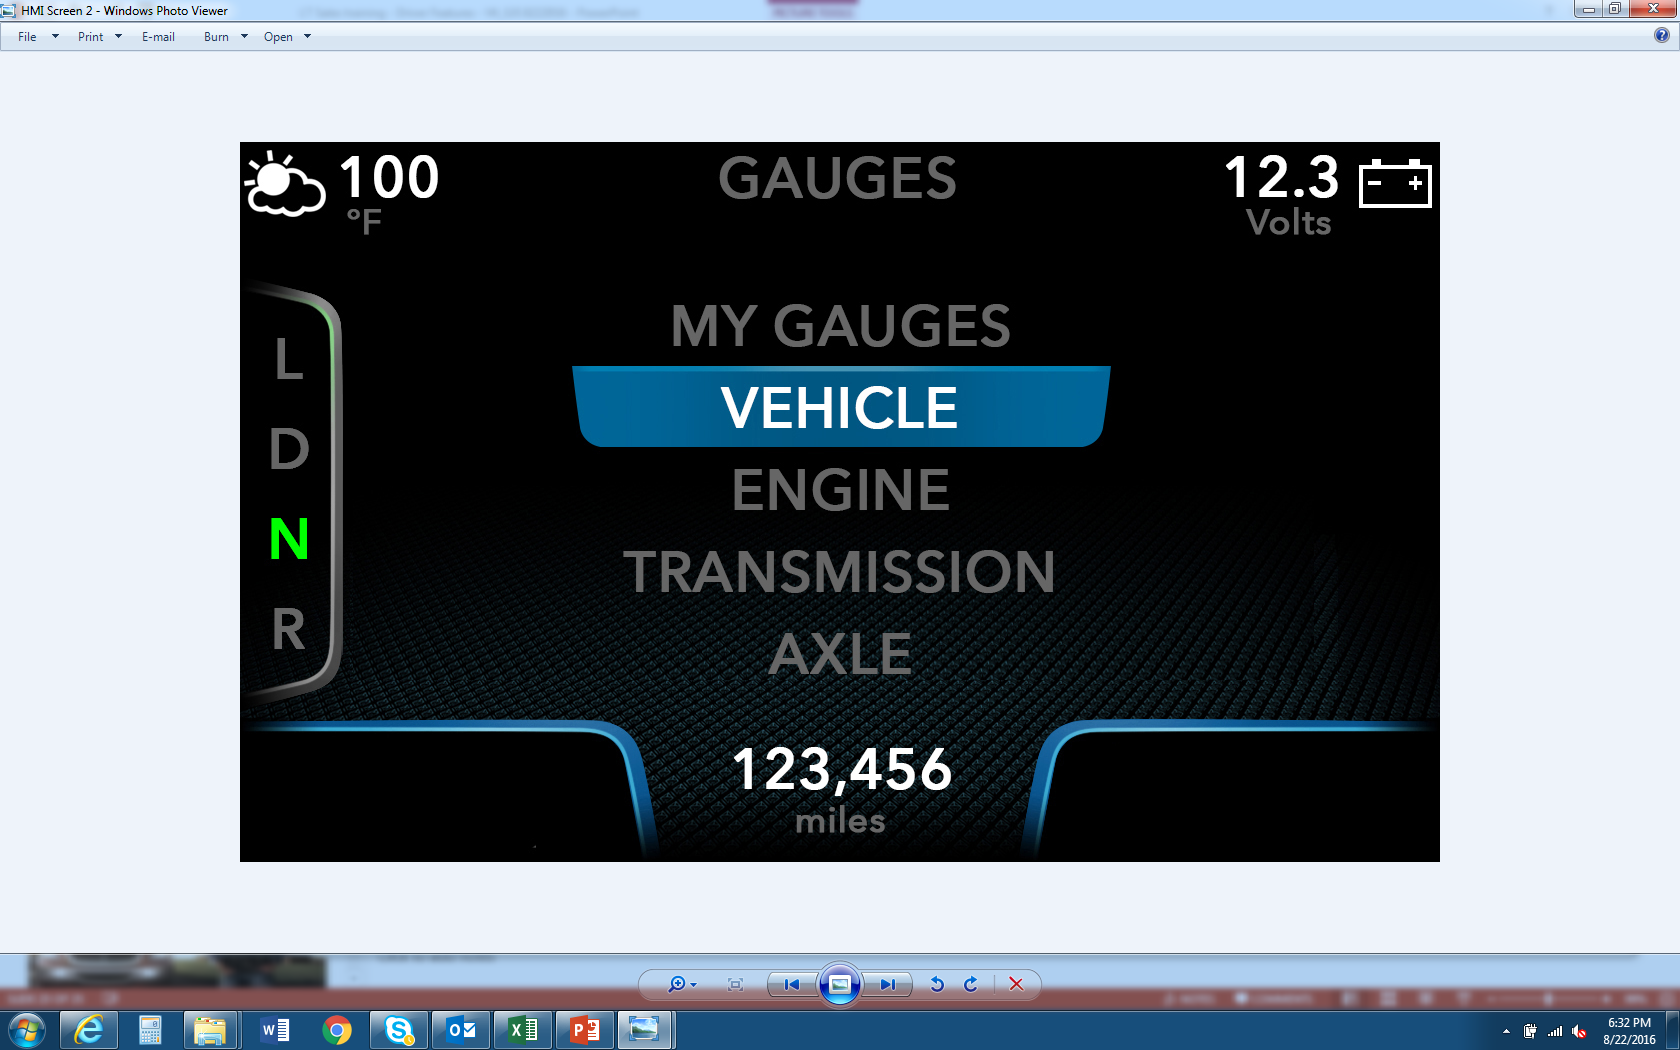 HMI Screen 2 - Windows Photo Viewer
File Print E-mail Burn Open
100
°F
GAUGES
12.3
Volts
MY GAUGES
VEHICLE
ENGINE
TRANSMISSION
AXLE
L
D
N
R
123,456
miles
6:32 PM
8/22/2016